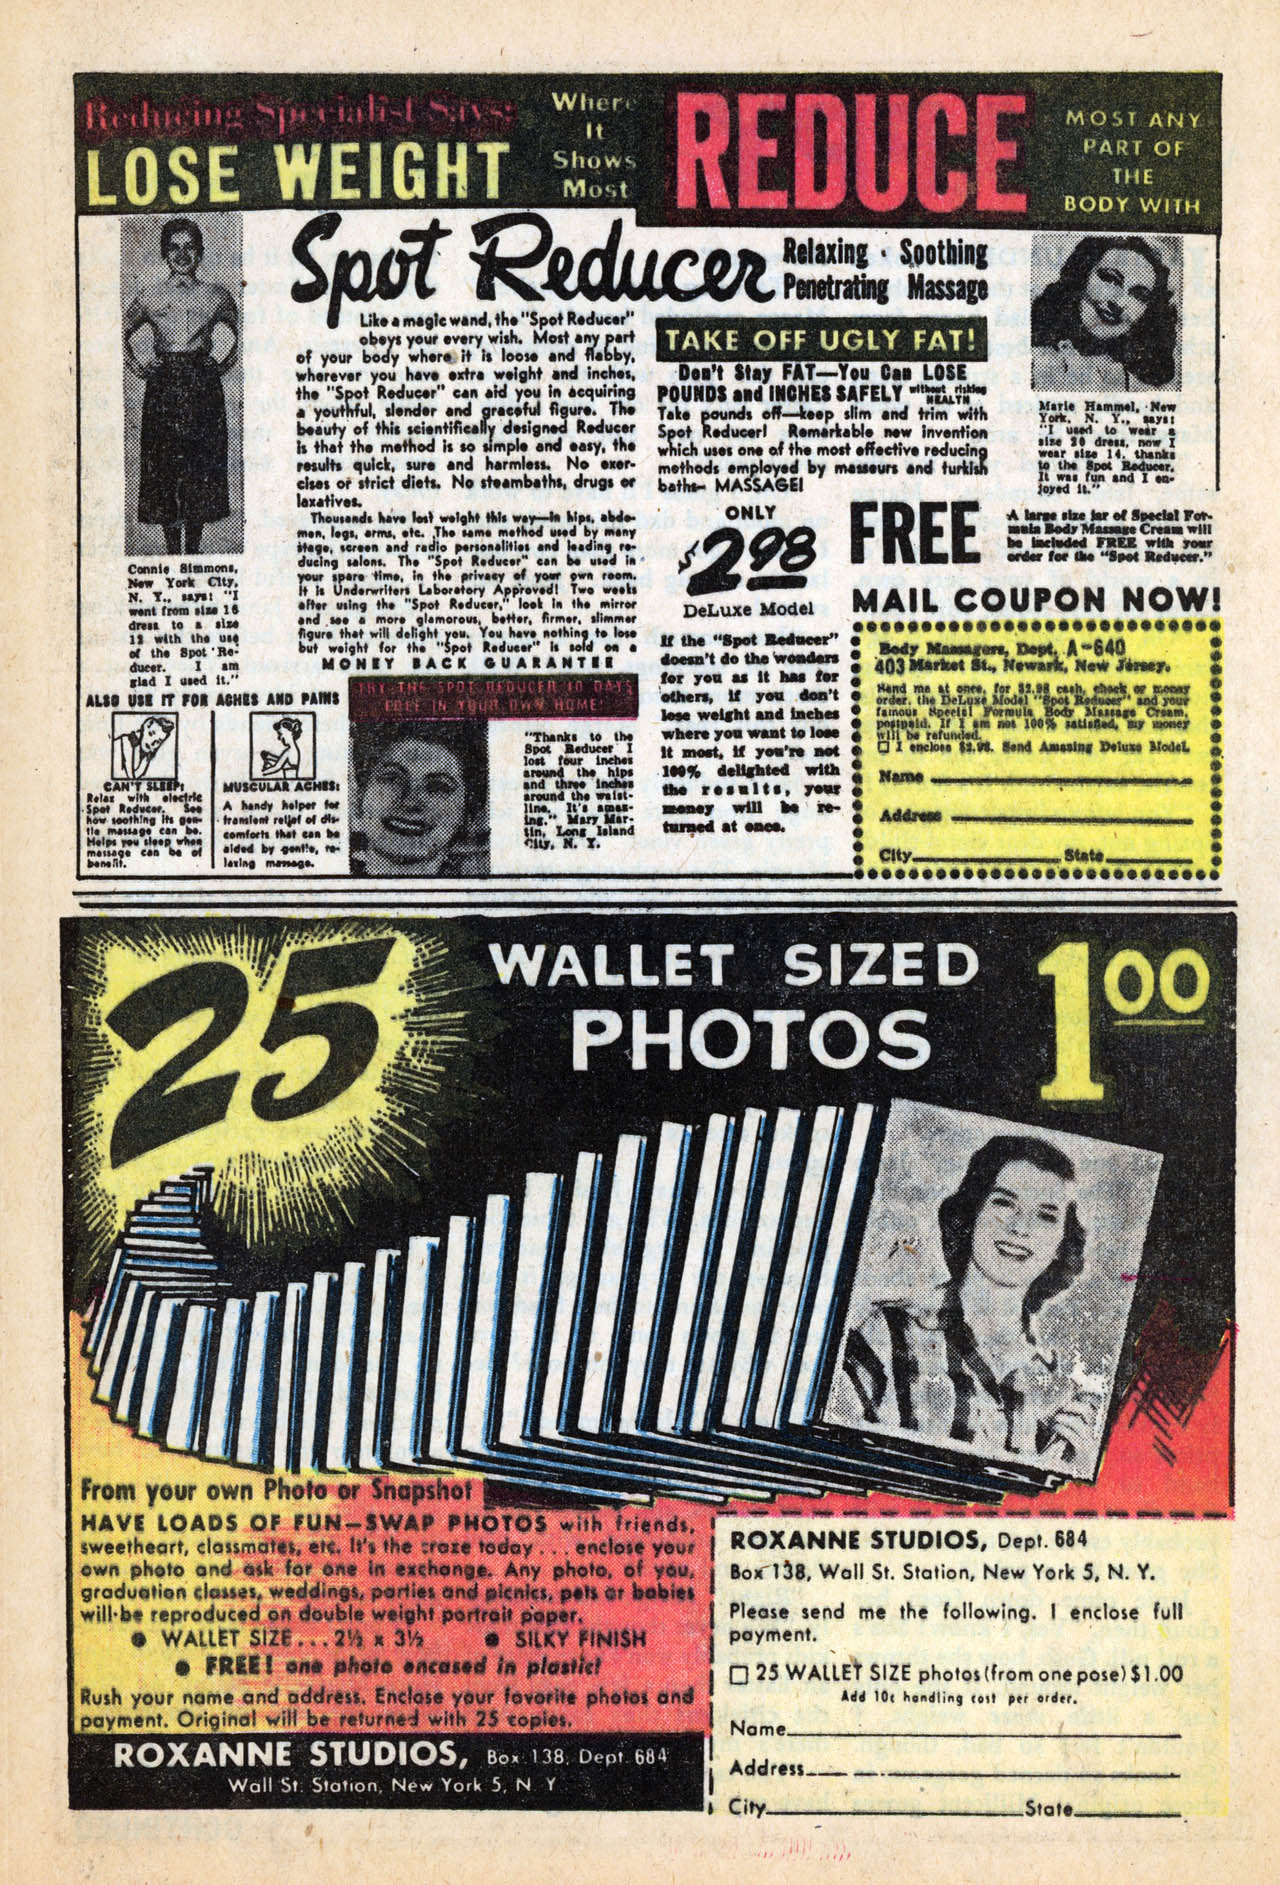 Reducing Specialist Says:
LOSE WEIGHT
Where
It
Shows
Most
REDUCE
MOST ANY
PART OF
THE
BODY WITH
Spot Reducer
Relaxing · Soothing
Penetrating Massage
Like a magic wand, the "Spot Reducer"
obeys your every wish. Most any part
of your body where it is loose and flabby,
wherever you have extra weight and inches,
the "Spot Reducer" can aid you in acquiring
a youthful, slender and graceful figure. The
beauty of this scientifically designed Reducer
is that the method is so simple and easy, the
results quick, sure and harmless. No exer-
cises or strict diets. No steambaths, drugs or
laxatives.
Thousands have lost weight this way—in hips, abdo-
men, legs, arms, etc. The same method used by many
stage, screen and radio personalities and leading re-
ducing salons. The "Spot Reducer" can be used in
your spare time, in the privacy of your own room.
It is Underwriters Laboratory Approved! Two weeks
after using the "Spot Reducer," look in the mirror
and see a more glamorous, better, firmer, slimmer
figure that will delight you. You have nothing to lose
but weight for the "Spot Reducer" is sold on a
MONEY BACK GUARANTEE
Connie Simmons,
New York City,
N. Y., says: "I
went from size 16
dress to a size
12 with the use
of the Spot Re-
ducer. I am
glad I used it."
ALSO USE IT FOR ACHES AND PAINS
CAN'T SLEEP:
Relax with electric
Spot Reducer. See
how soothing its gen-
tle massage can be.
Helps you sleep when
massage can be of
benefit.
MUSCULAR ACHES:
A handy helper for
transient relief of dis-
comforts that can be
aided by gentle, re-
laxing massage.
TRY THE SPOT REDUCER 10 DAYS
FREE IN YOUR OWN HOME!
"Thanks to the
Spot Reducer I
lost four inches
around the hips
and three inches
around the waist-
line. It's amaz-
ing." Mary Mar-
tin, Long Island
City, N. Y.
TAKE OFF UGLY FAT!
Don't Stay FAT—You Can LOSE
POUNDS and INCHES SAFELY without risking HEALTH
Take pounds off—keep slim and trim with
Spot Reducer! Remarkable new invention
which uses one of the most effective reducing
methods employed by masseurs and turkish
baths— MASSAGE!
ONLY
$2.98
DeLuxe Model
If the "Spot Reducer"
doesn't do the wonders
for you as it has for
others, if you don't
lose weight and inches
where you want to lose
it most, if you're not
100% delighted with
the results, your
money will be re-
turned at once.
Marie Hammel, New
York, N. Y., says:
"I used to wear a
size 20 dress, now I
wear size 14, thanks
to the Spot Reducer.
It was fun and I en-
joyed it."
FREE
A large size jar of Special For-
mula Body Massage Cream will
be included FREE with your
order for the "Spot Reducer."
MAIL COUPON NOW!
Body Massagers, Dept. A-640
403 Market St., Newark, New Jersey.
Send me at once, for $2.98 cash, check or money
order, the DeLuxe Model "Spot Reducer" and your
famous Special Formula Body Massage Cream,
postpaid. If I am not 100% satisfied, my money
will be refunded.
☐ I enclose $2.98. Send Amazing Deluxe Model.
Name
Address
City State
25 WALLET SIZED 1.00
PHOTOS
From your own Photo or Snapshot
HAVE LOADS OF FUN—SWAP PHOTOS with friends,
sweetheart, classmates, etc. It's the craze today . . . enclose your
own photo and ask for one in exchange. Any photo, of you,
graduation classes, weddings, parties and picnics, pets or babies
will be reproduced on double weight portrait paper.
● WALLET SIZE . . . 2½ x 3½ ● SILKY FINISH
● FREE! one photo encased in plastic!
Rush your name and address. Enclose your favorite photos and
payment. Original will be returned with 25 copies.
ROXANNE STUDIOS, Box 138, Dept. 684
Wall St. Station, New York 5, N. Y
ROXANNE STUDIOS, Dept. 684
Box 138, Wall St. Station, New York 5, N. Y.
Please send me the following. I enclose full
payment.
☐ 25 WALLET SIZE photos (from one pose) $1.00
Add 10¢ handling cost per order.
Name
Address
City State